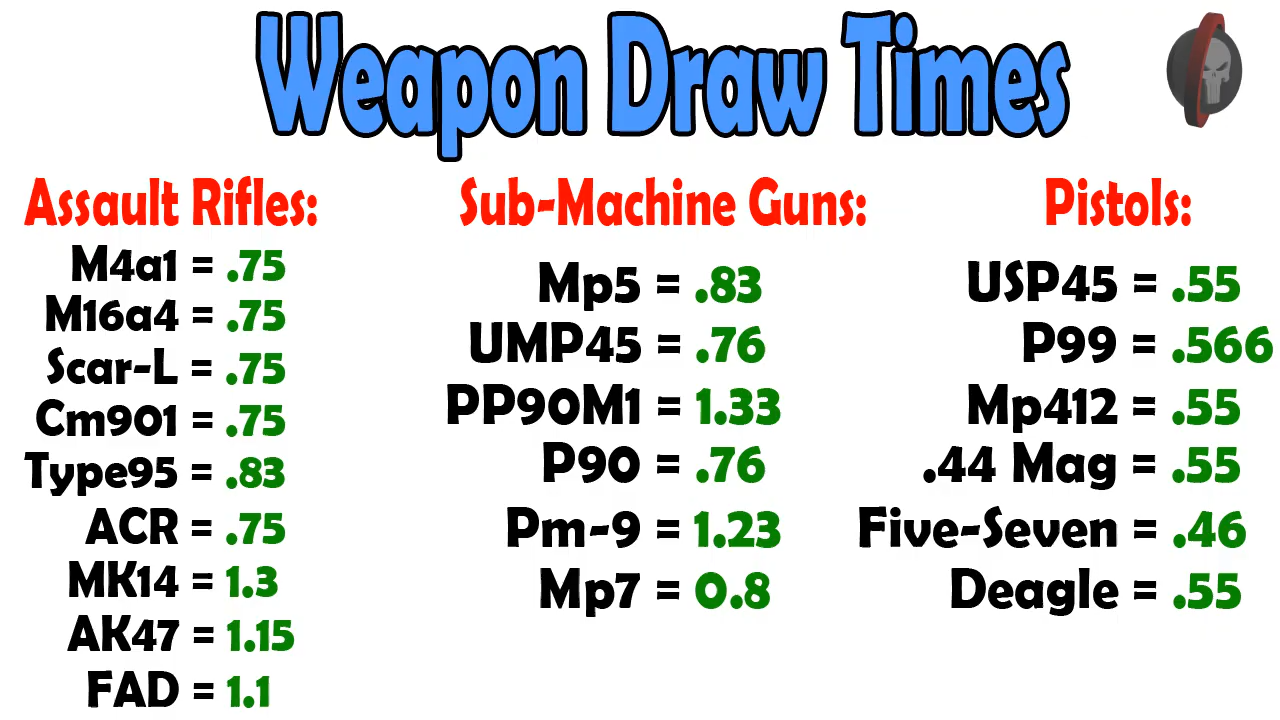 Weapon Draw Times
Assault Rifles:
M4a1 = .75
M16a4 = .75
Scar-L = .75
Cm901 = .75
Type95 = .83
ACR = .75
MK14 = 1.3
AK47 = 1.15
FAD = 1.1
Sub-Machine Guns:
Mp5 = .83
UMP45 = .76
PP90M1 = 1.33
P90 = .76
Pm-9 = 1.23
Mp7 = 0.8
Pistols:
USP45 = .55
P99 = .566
Mp412 = .55
.44 Mag = .55
Five-Seven = .46
Deagle = .55